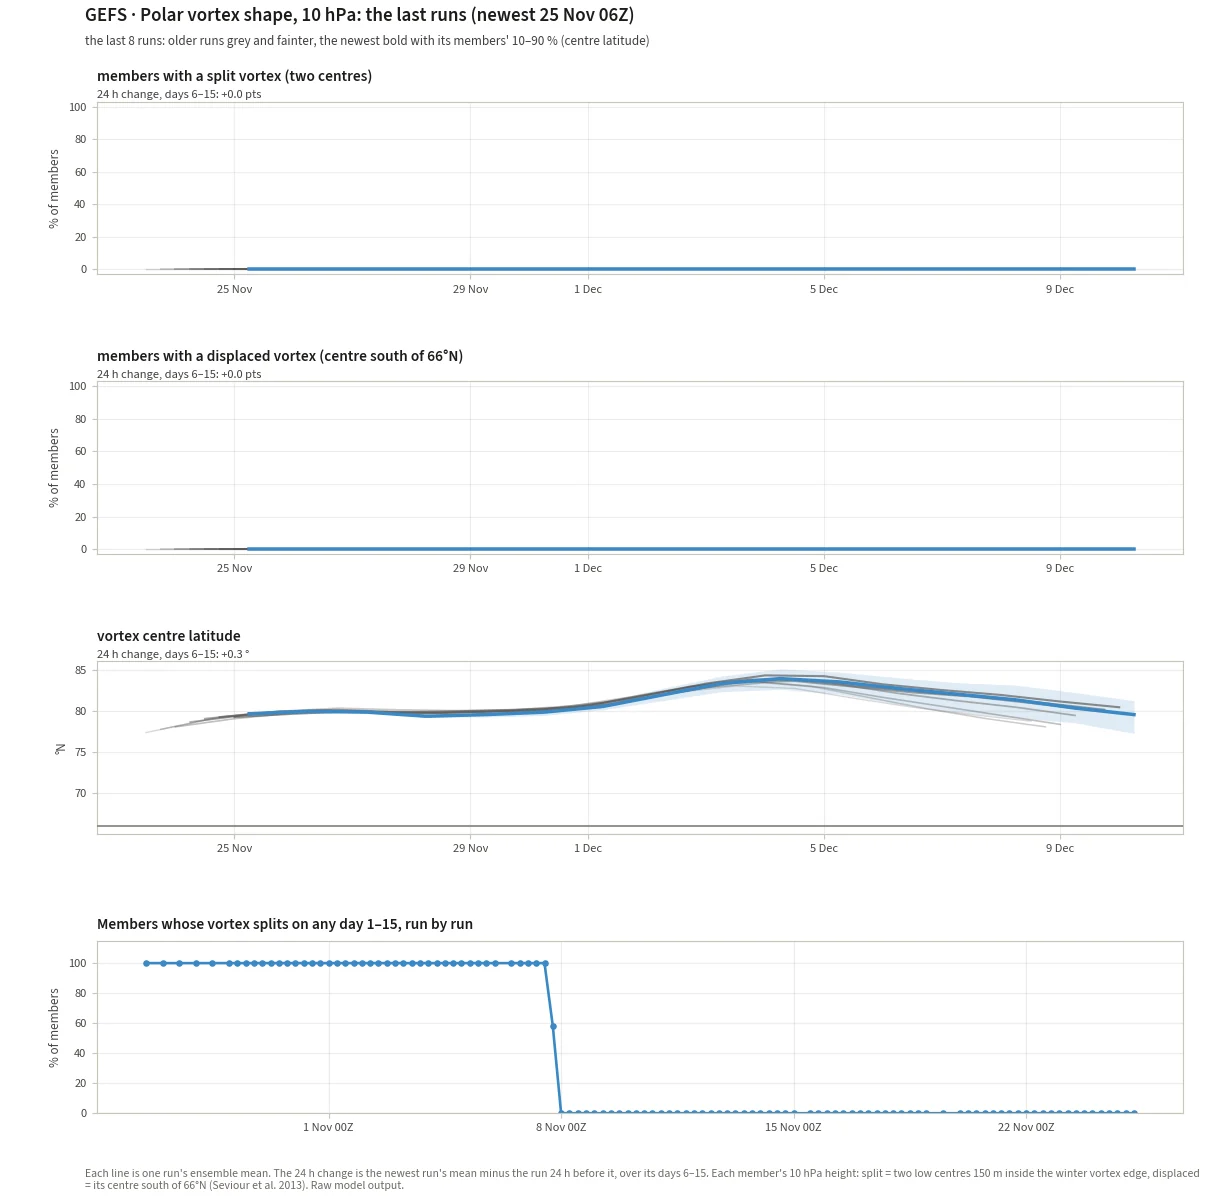 GEFS · Polar vortex shape, 10 hPa: the last runs (newest 25 Nov 06Z)
the last 8 runs: older runs grey and fainter, the newest bold with its members' 10–90 % (centre latitude)
members with a split vortex (two centres)
24 h change, days 6–15: +0.0 pts
100
80
60
40
20
0
% of members
25 Nov
29 Nov
1 Dec
5 Dec
9 Dec
members with a displaced vortex (centre south of 66°N)
24 h change, days 6–15: +0.0 pts
100
80
60
40
20
0
% of members
25 Nov
29 Nov
1 Dec
5 Dec
9 Dec
vortex centre latitude
24 h change, days 6–15: +0.3 °
85
80
75
70
°N
25 Nov
29 Nov
1 Dec
5 Dec
9 Dec
Members whose vortex splits on any day 1–15, run by run
100
80
60
40
20
0
% of members
1 Nov 00Z
8 Nov 00Z
15 Nov 00Z
22 Nov 00Z
Each line is one run's ensemble mean. The 24 h change is the newest run's mean minus the run 24 h before it, over its days 6–15. Each member's 10 hPa height: split = two low centres 150 m inside the winter vortex edge, displaced
= its centre south of 66°N (Seviour et al. 2013). Raw model output.